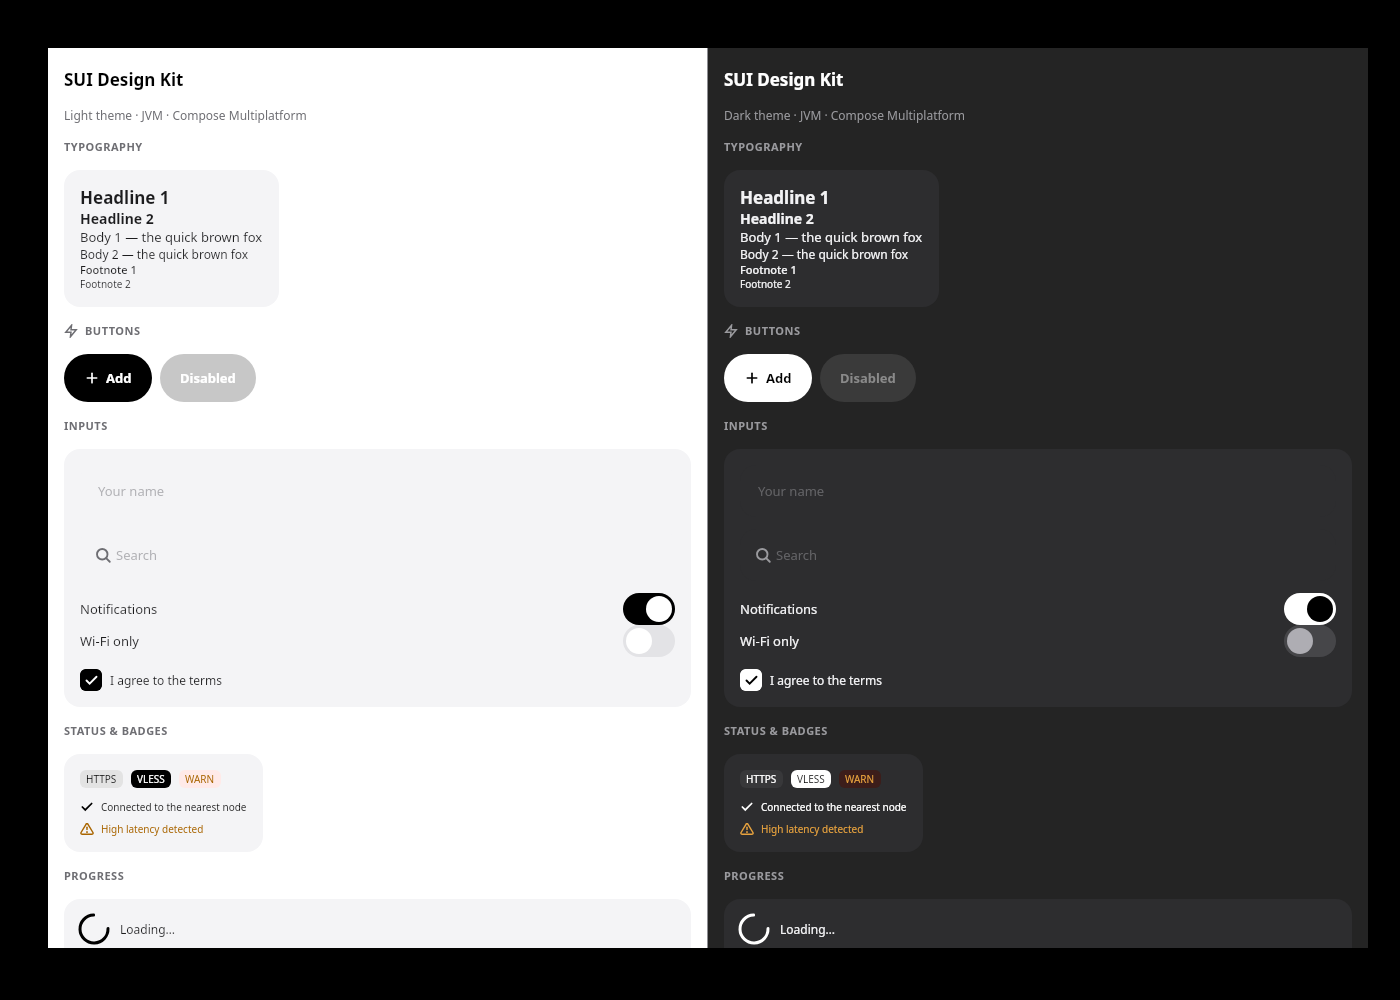 SUI Design Kit
Light theme · JVM · Compose Multiplatform
TYPOGRAPHY
Headline 1
Headline 2
Body 1 — the quick brown fox
Body 2 — the quick brown fox
Footnote 1
Footnote 2
BUTTONS
Add
Disabled
INPUTS
Your name
Search
Notifications
Wi-Fi only
I agree to the terms
STATUS & BADGES
HTTPS VLESS WARN
Connected to the nearest node
High latency detected
PROGRESS
Loading...
SUI Design Kit
Dark theme · JVM · Compose Multiplatform
TYPOGRAPHY
Headline 1
Headline 2
Body 1 — the quick brown fox
Body 2 — the quick brown fox
Footnote 1
Footnote 2
BUTTONS
Add
Disabled
INPUTS
Your name
Search
Notifications
Wi-Fi only
I agree to the terms
STATUS & BADGES
HTTPS VLESS WARN
Connected to the nearest node
High latency detected
PROGRESS
Loading...